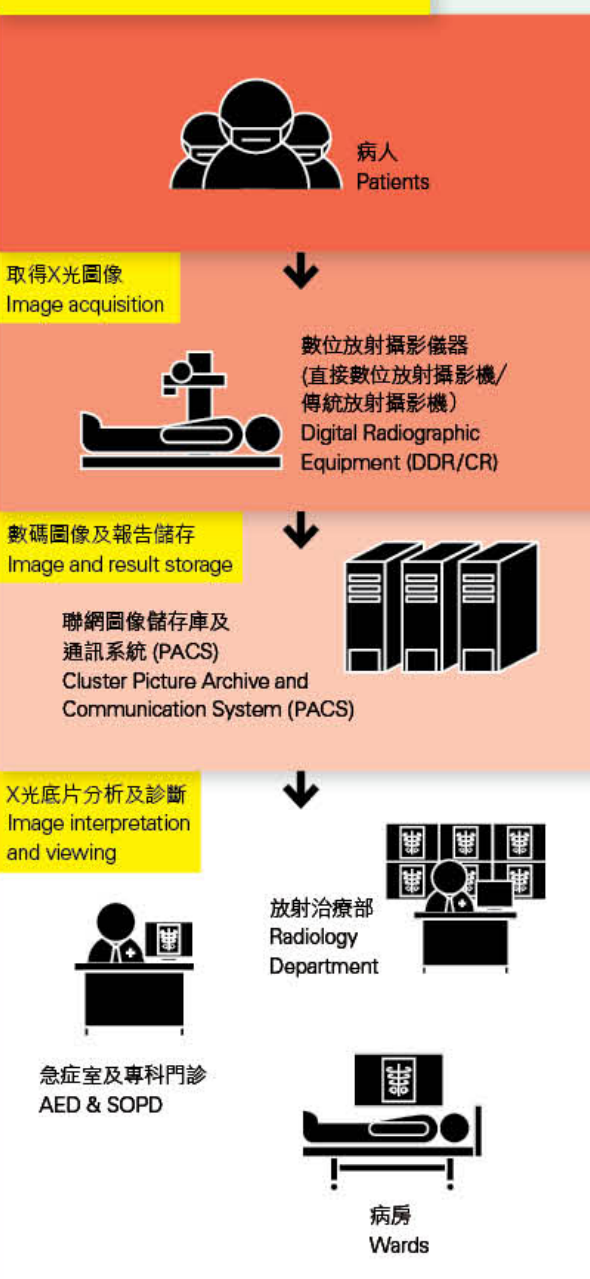 病人
Patients
取得X光圖像
Image acquisition
數位放射攝影儀器
(直接數位放射攝影機/
傳統放射攝影機）
Digital Radiographic
Equipment (DDR/CR)
數碼圖像及報告儲存
Image and result storage
聯網圖像儲存庫及
通訊系統 (PACS)
Cluster Picture Archive and
Communication System (PACS)
X光底片分析及診斷
Image interpretation
and viewing
放射治療部
Radiology
Department
急症室及專科門診
AED & SOPD
病房
Wards